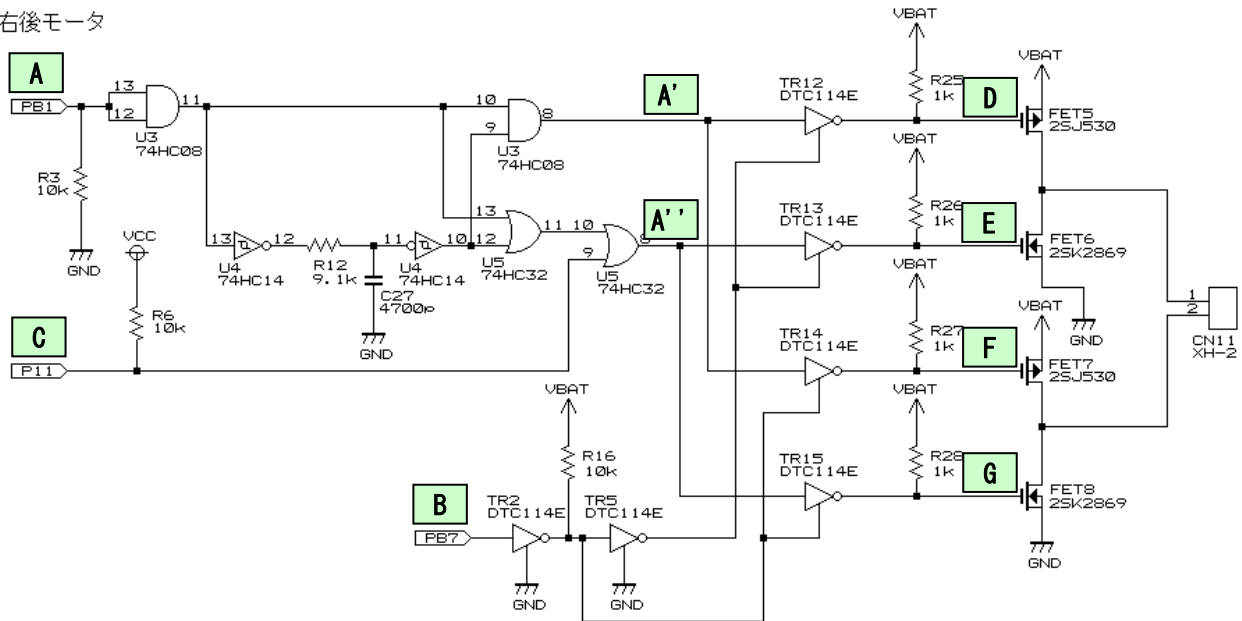 右後モータ
VBAT
VBAT
A
PB1
13
12
11
U3
74HC08
R3
10k
GND
10
9
8
U3
74HC08
A'
TR12
DTC114E
R25
1k
D
FET5
2SJ530
VBAT
VCC
13
12
U4
74HC14
R12
9.1k
11
10
U4
74HC14
C27
4700p
GND
13
12
11
U5
74HC32
10
9
8
U5
74HC32
A''
TR13
DTC114E
R26
1k
E
FET6
2SK2869
GND
VBAT
VBAT
1
2
CN11
XH-2
R6
10k
C
P11
TR14
DTC114E
R27
1k
F
FET7
2SJ530
VBAT
VBAT
R16
10k
TR15
DTC114E
R28
1k
G
FET8
2SK2869
GND
B
PB7
TR2
DTC114E
GND
TR5
DTC114E
GND